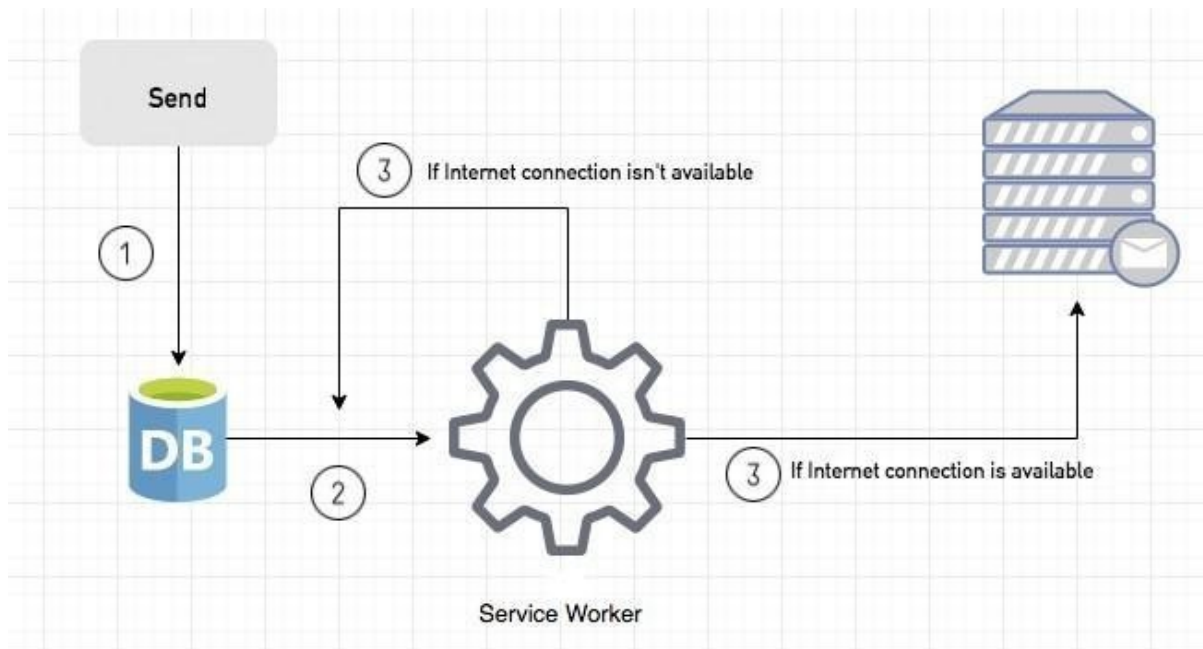 Send
3 If Internet connection isn't available
1
DB
2
3 If Internet connection is available
Service Worker